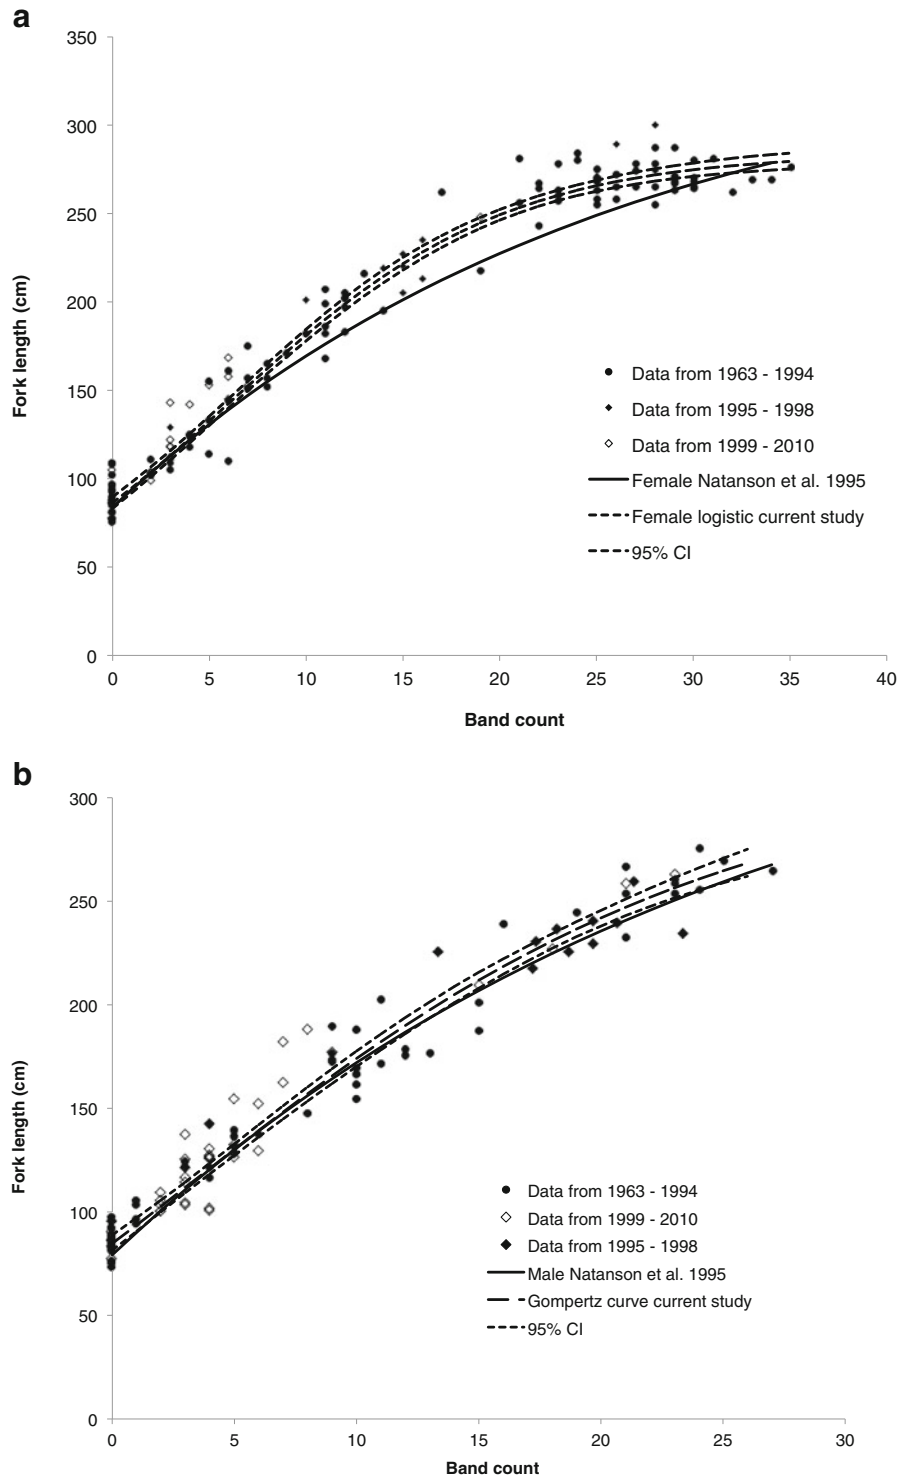 a
350
300
250
200
150
100
50
0
Fork length (cm)
Data from 1963 - 1994
Data from 1995 - 1998
Data from 1999 - 2010
Female Natanson et al. 1995
Female logistic current study
95% CI
0 5 10 15 20 25 30 35 40
Band count
b
300
250
200
150
100
50
0
Fork length (cm)
Data from 1963 - 1994
Data from 1999 - 2010
Data from 1995 - 1998
Male Natanson et al. 1995
Gompertz curve current study
95% CI
0 5 10 15 20 25 30
Band count